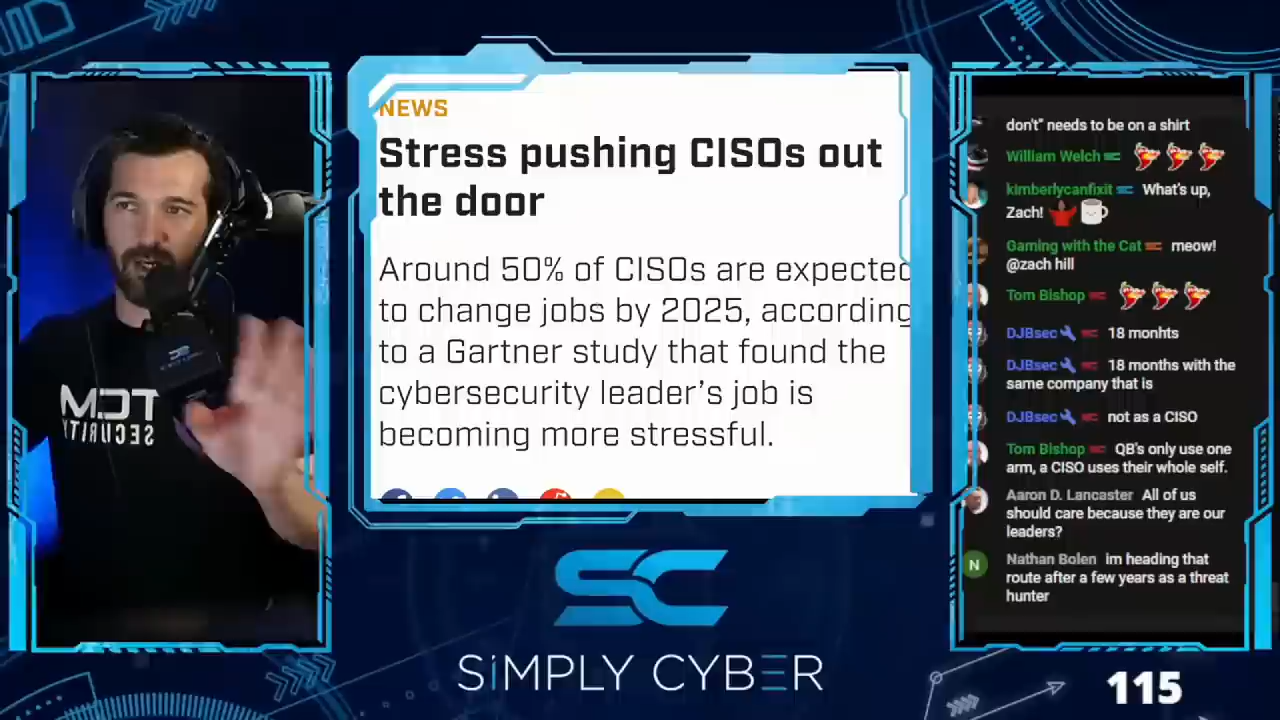 TCM
SECURITY
NEWS
Stress pushing CISOs out
the door
Around 50% of CISOs are expected
to change jobs by 2025, according
to a Gartner study that found the
cybersecurity leader's job is
becoming more stressful.
SC
SiMPLY CYBER
don't" needs to be on a shirt
William Welch
kimberlycanfixit What's up,
Zach!
Gaming with the Cat meow!
@zach hill
Tom Bishop
DJBsec 18 monhts
DJBsec 18 months with the
same company that is
DJBsec not as a CISO
Tom Bishop QB's only use one
arm, a CISO uses their whole self.
Aaron D. Lancaster All of us
should care because they are our
leaders?
N
Nathan Bolen im heading that
route after a few years as a threat
hunter
115